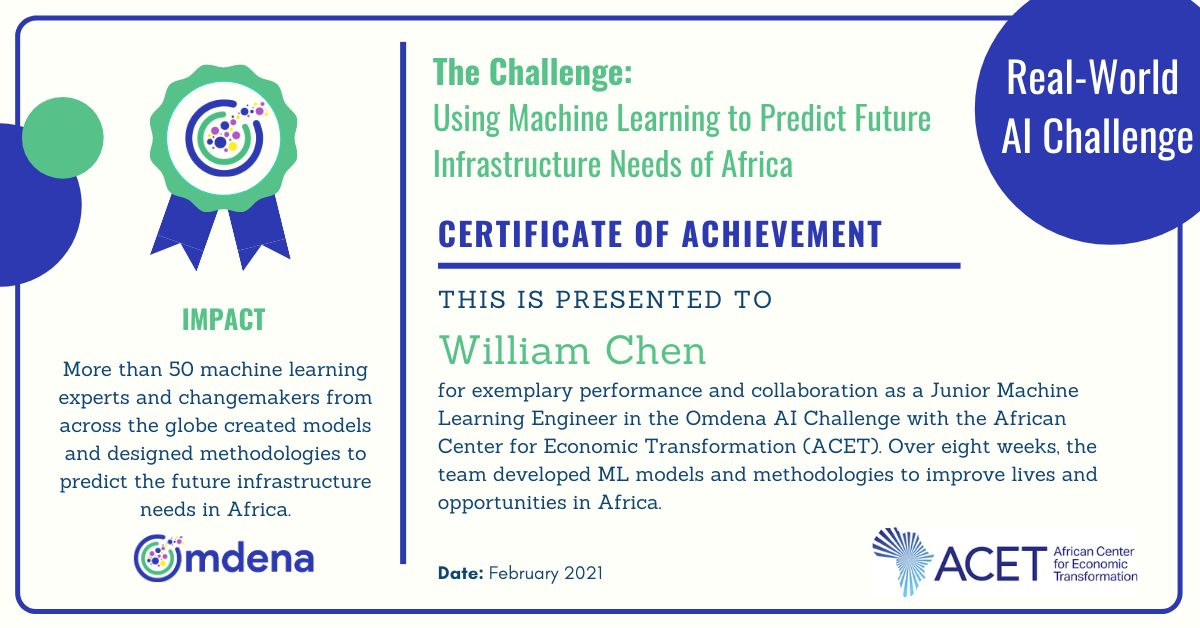 The Challenge:
Using Machine Learning to Predict Future
Infrastructure Needs of Africa
Real-World
AI Challenge
CERTIFICATE OF ACHIEVEMENT
THIS IS PRESENTED TO
William Chen
for exemplary performance and collaboration as a Junior Machine
Learning Engineer in the Omdena AI Challenge with the African
Center for Economic Transformation (ACET). Over eight weeks, the
team developed ML models and methodologies to improve lives and
opportunities in Africa.
Date: February 2021
IMPACT
More than 50 machine learning
experts and changemakers from
across the globe created models
and designed methodologies to
predict the future infrastructure
needs in Africa.
Omdena
ACET
African Center
for Economic
Transformation